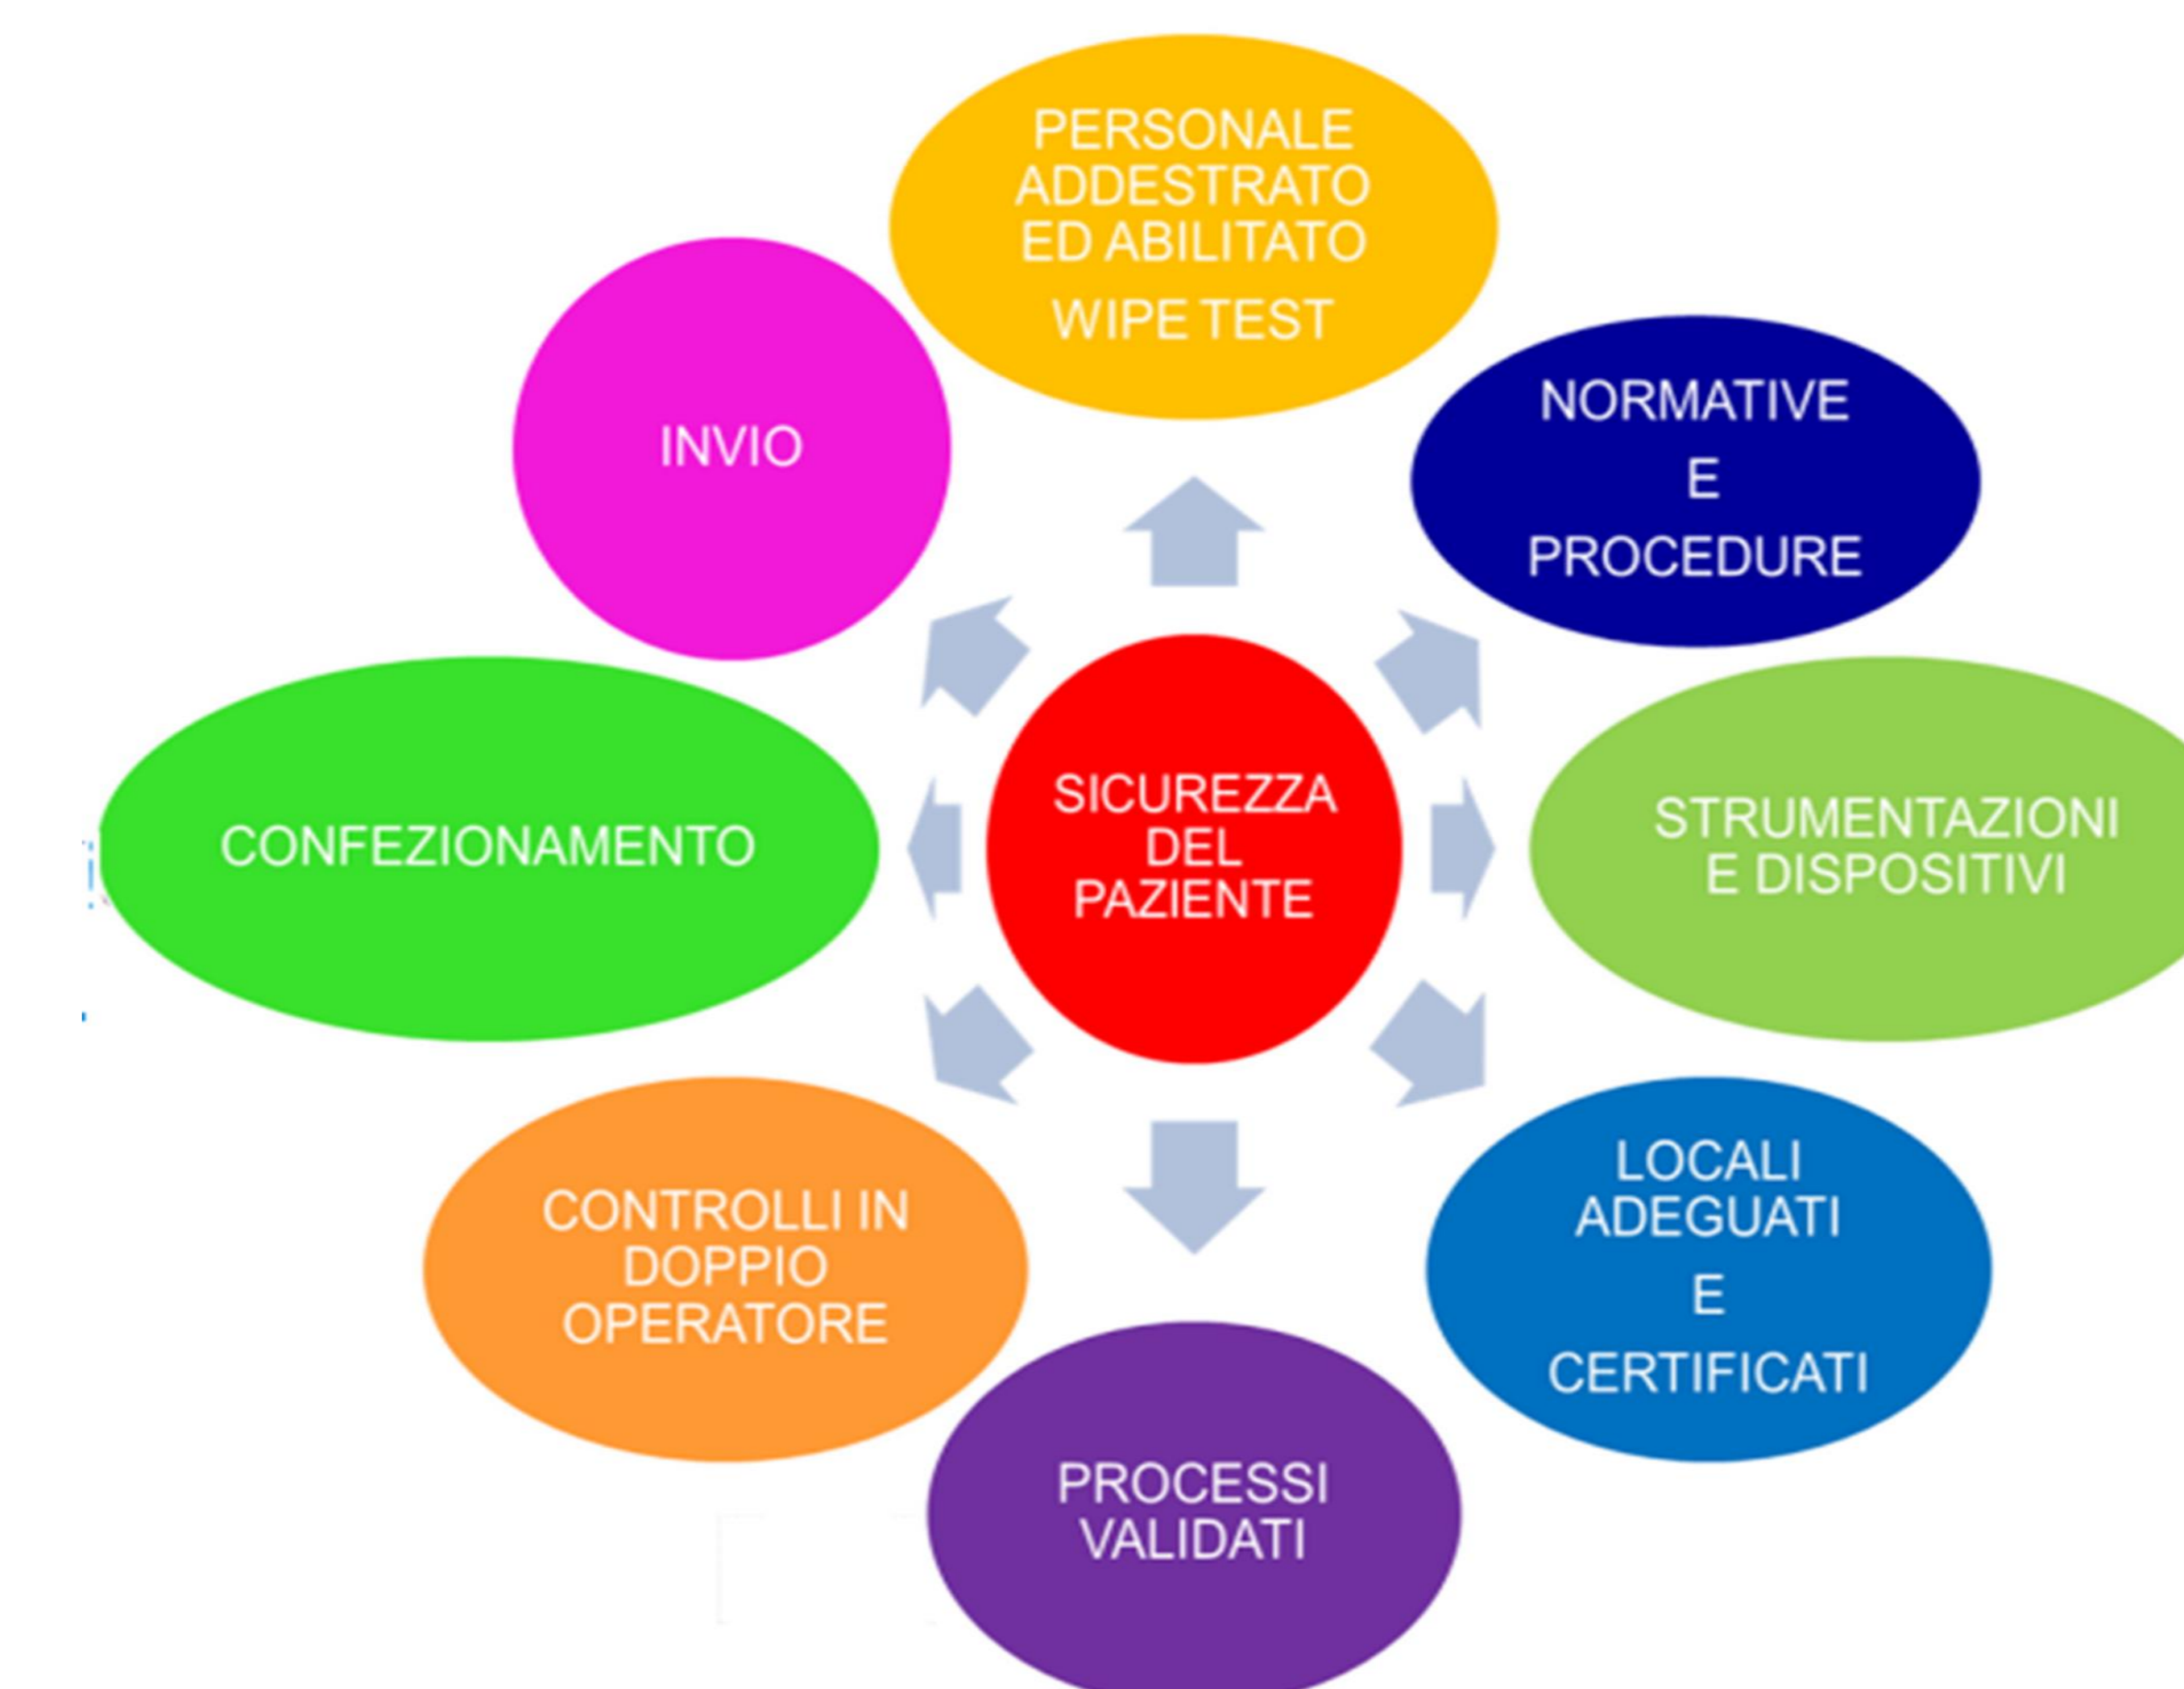 PERSONALE
ADDESTRATO
ED ABILITATO
WIPE TEST
NORMATIVE
E
PROCEDURE
STRUMENTAZIONI
E DISPOSITIVI
LOCALI
ADEGUATI
E
CERTIFICATI
PROCESSI
VALIDATI
CONTROLLI IN
DOPPIO
OPERATORE
CONFEZIONAMENTO
INVIO
SICUREZZA
DEL
PAZIENTE